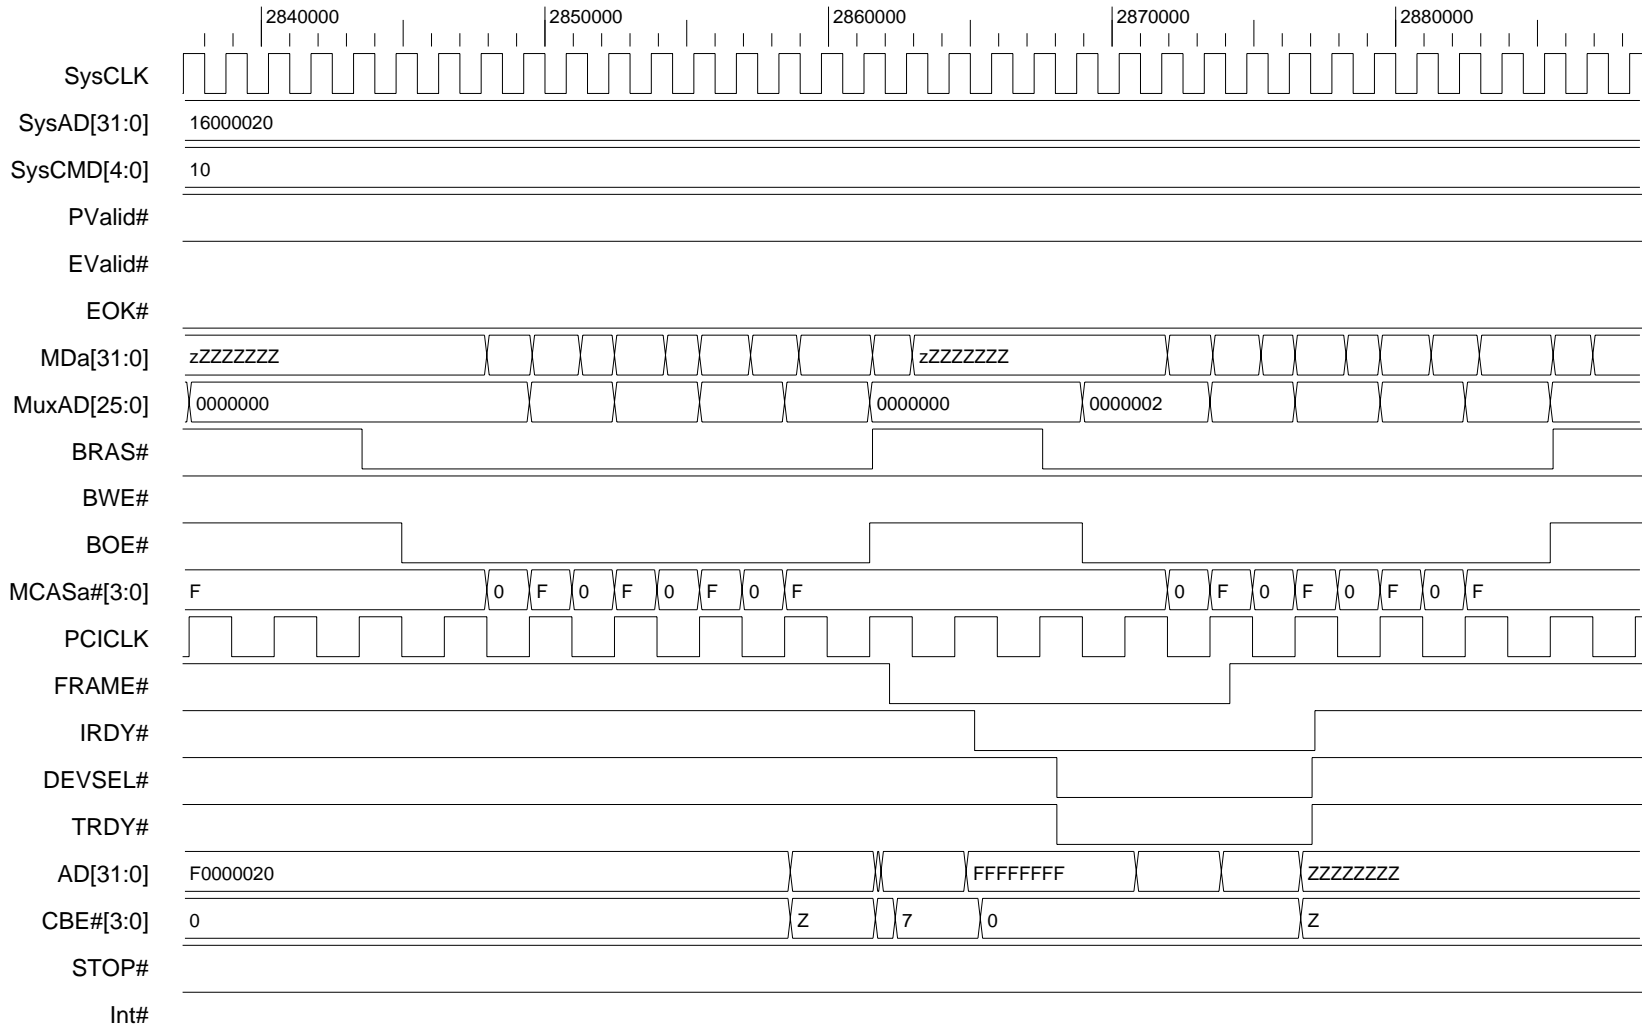 2840000 2850000 2860000 2870000 2880000
SysCLK
SysAD[31:0] 16000020
SysCMD[4:0] 10
PValid#
EValid#
EOK#
MDa[31:0] zZZZZZZZ zZZZZZZZ
MuxAD[25:0] 0000000 0000000 0000002
BRAS#
BWE#
BOE#
MCASa#[3:0] F 0 F 0 F 0 F 0 F 0 F 0 F 0 F 0 F
PCICLK
FRAME#
IRDY#
DEVSEL#
TRDY#
AD[31:0] F0000020 FFFFFFFF ZZZZZZZZ
CBE#[3:0] 0 Z 7 0 Z
STOP#
Int#